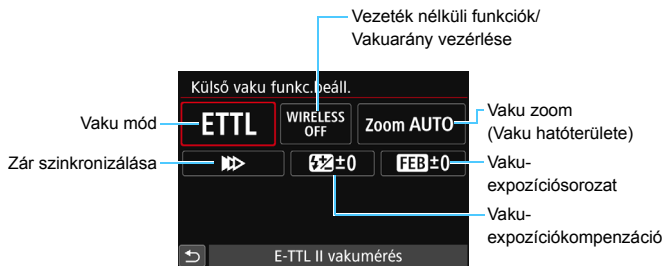 Vezeték nélküli funkciók/
Vakuarány vezérlése
Külső vaku funkc.beáll.
Vaku mód
ETTL
WIRELESS
OFF
Zoom AUTO
Vaku zoom
(Vaku hatóterülete)
Zár szinkronizálása
±0
FEB±0
Vaku-
expozíciósorozat
Vaku-
expozíciókompenzáció
E-TTL II vakumérés